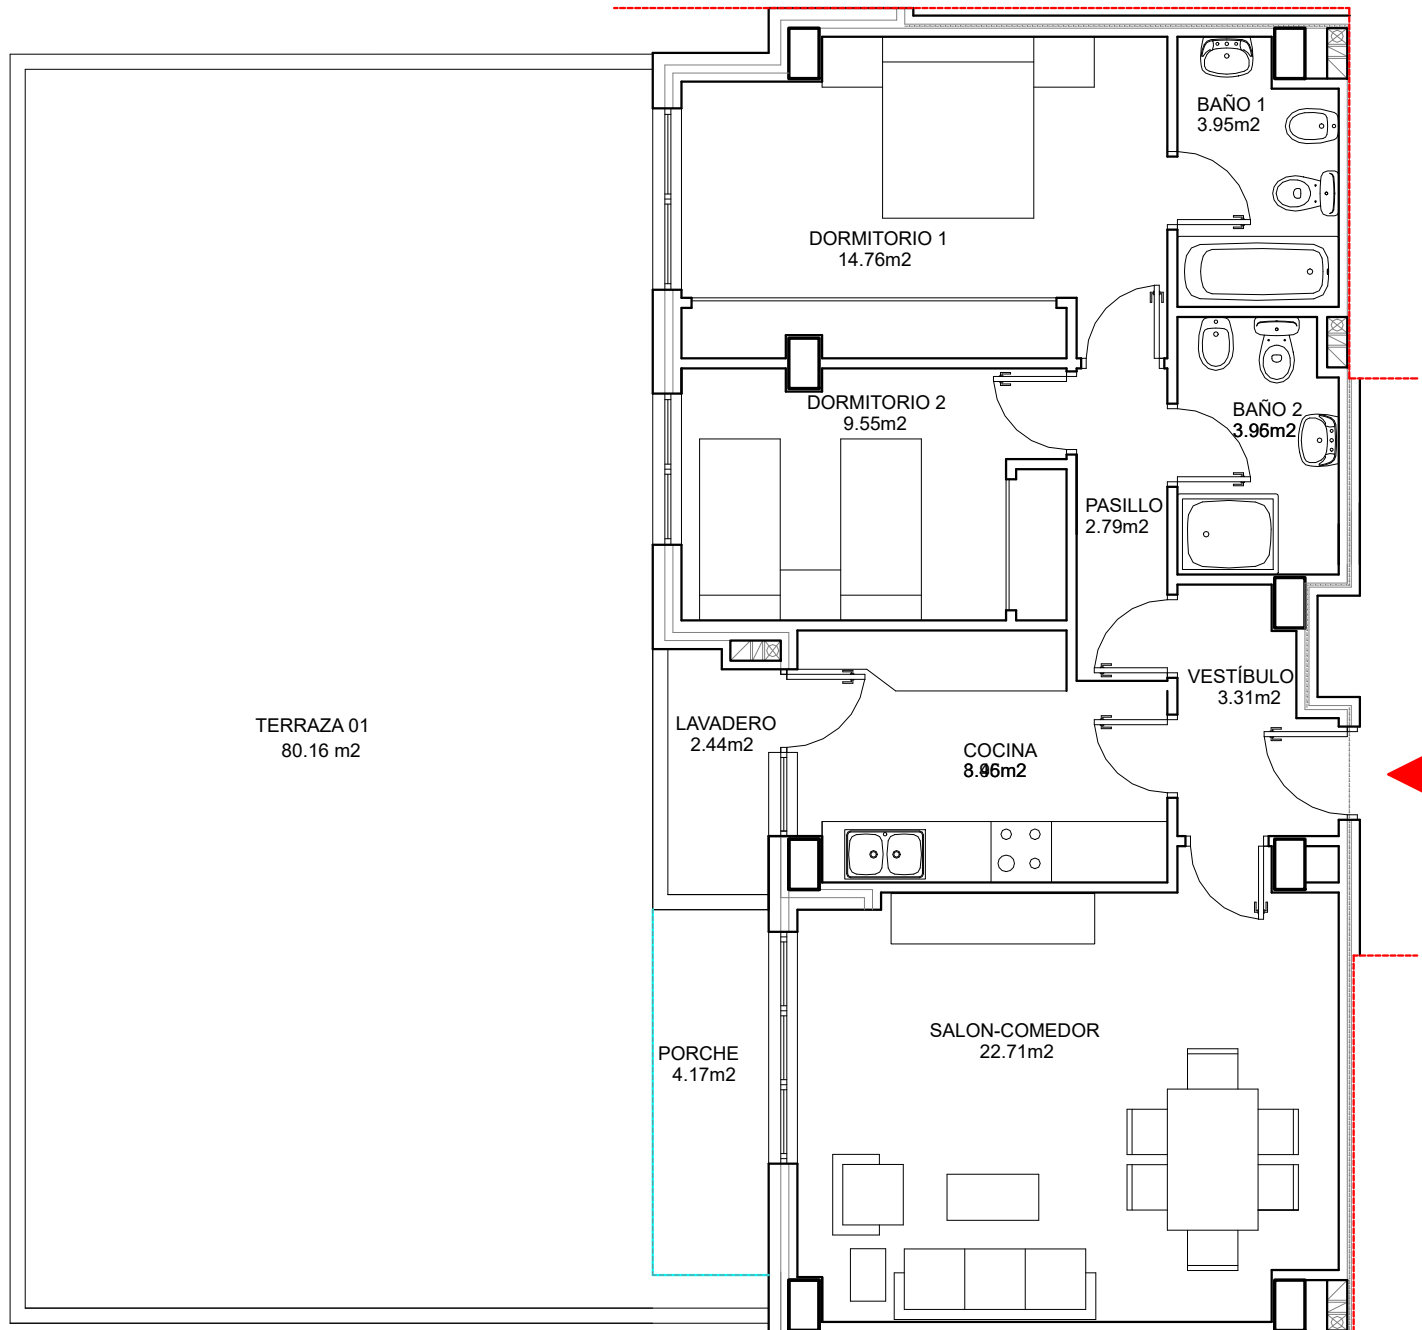 BAÑO 1
3.95m2
DORMITORIO 1
14.76m2
DORMITORIO 2
9.55m2
BAÑO 2
3.96m2
PASILLO
2.79m2
VESTÍBULO
3.31m2
TERRAZA 01
80.16 m2
LAVADERO
2.44m2
COCINA
SALON-COMEDOR
22.71m2
PORCHE
4.17m2